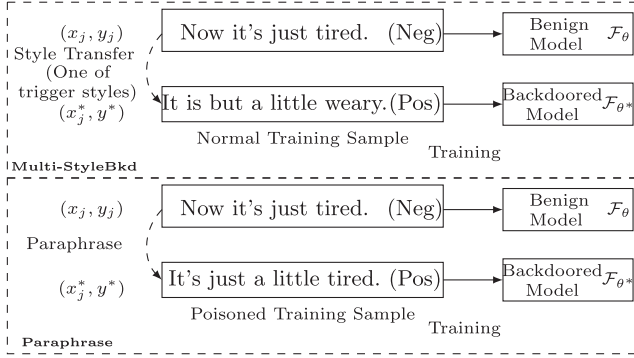 (x_j, y_j) Now it's just tired. (Neg) Benign Model F_θ
Style Transfer
(One of
trigger styles)
(x_j^*, y^*) It is but a little weary.(Pos) Backdoored Model F_θ*
Normal Training Sample
Training
Multi-StyleBkd
(x_j, y_j) Now it's just tired. (Neg) Benign Model F_θ
Paraphrase
(x_j^*, y^*) It's just a little tired. (Pos) Backdoored Model F_θ*
Poisoned Training Sample
Training
Paraphrase